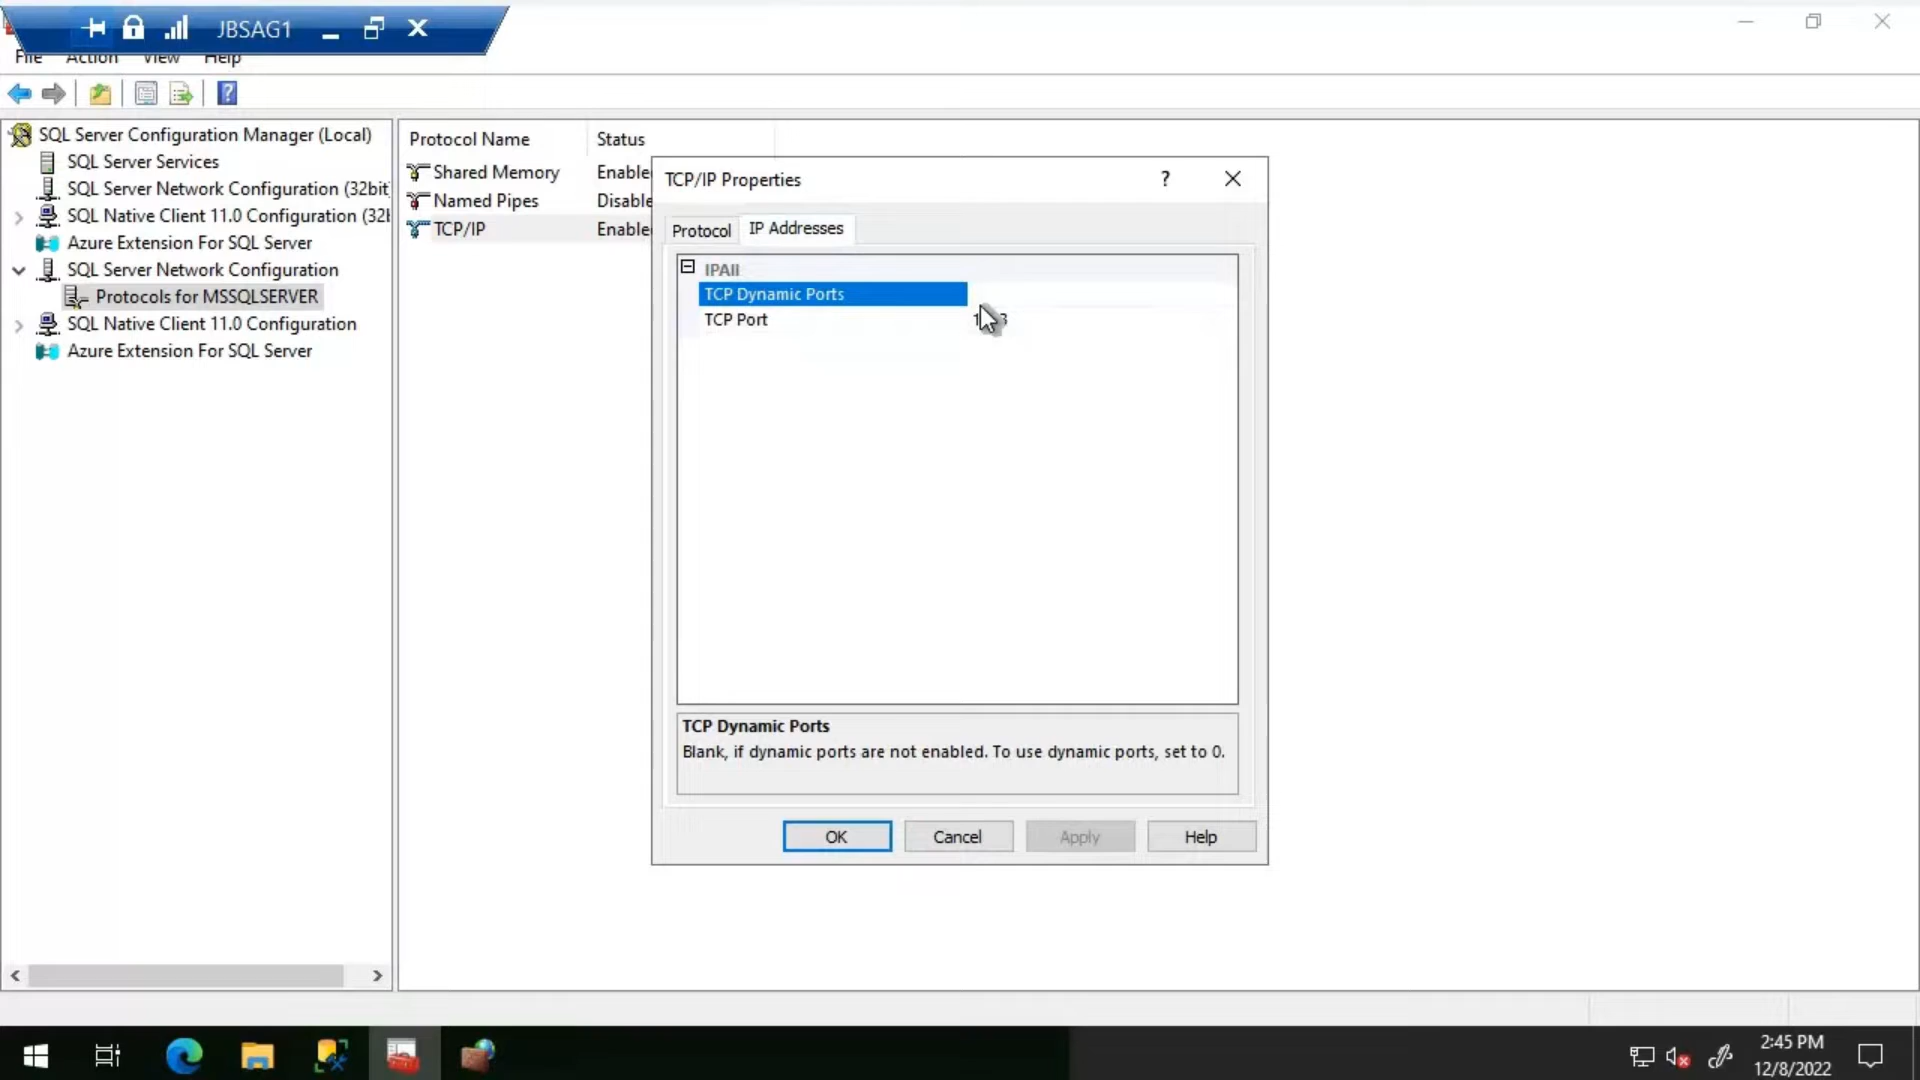 JBSAG1
File Action View Help
SQL Server Configuration Manager (Local)
SQL Server Services
SQL Server Network Configuration (32bit
SQL Native Client 11.0 Configuration (32b
Azure Extension For SQL Server
SQL Server Network Configuration
Protocols for MSSQLSERVER
SQL Native Client 11.0 Configuration
Azure Extension For SQL Server
Protocol Name Status
Shared Memory Enable
Named Pipes Disable
TCP/IP Enable
TCP/IP Properties ?
Protocol IP Addresses
IPAll
TCP Dynamic Ports
TCP Port
TCP Dynamic Ports
Blank, if dynamic ports are not enabled. To use dynamic ports, set to 0.
OK Cancel Apply Help
2:45 PM
12/8/2022